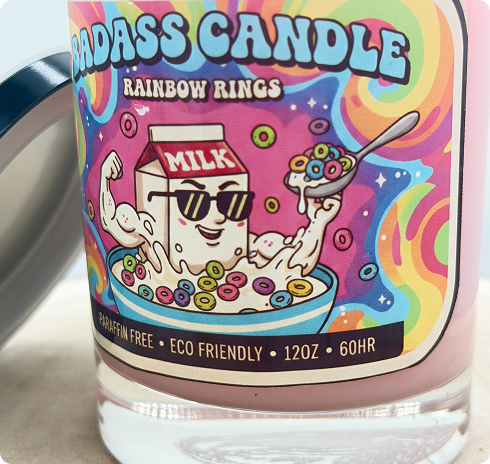 BADASS CANDLE
RAINBOW RINGS
MILK
PARAFFIN FREE • ECO FRIENDLY • 12OZ • 60HR